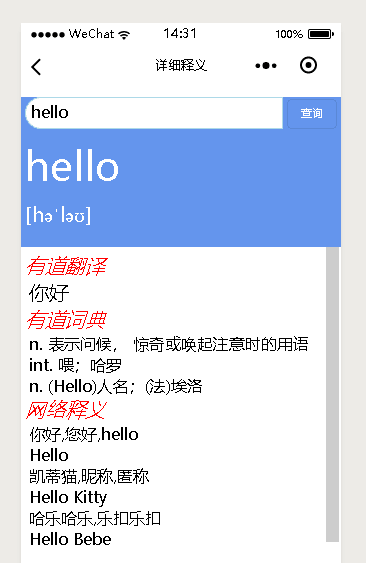 WeChat 14:31 100%
详细释义
hello 查询
hello
[həˈləʊ]
有道翻译
你好
有道词典
n. 表示问候， 惊奇或唤起注意时的用语
int. 喂；哈罗
n. (Hello)人名；(法)埃洛
网络释义
你好,您好,hello
Hello
凯蒂猫,昵称,匿称
Hello Kitty
哈乐哈乐,乐扣乐扣
Hello Bebe